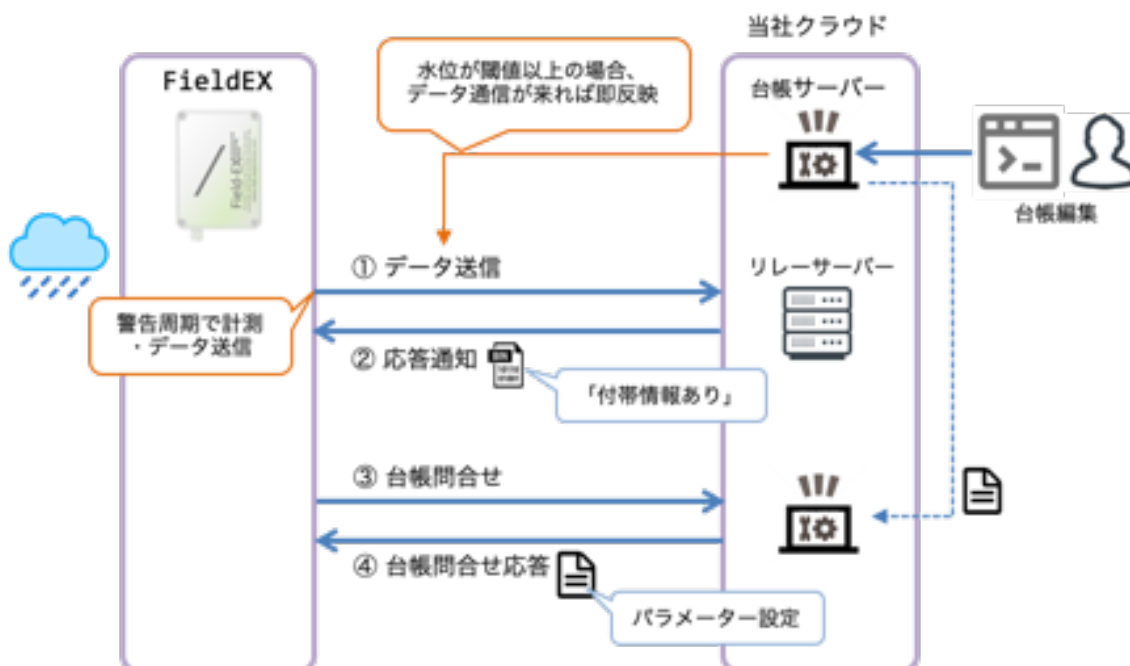 当社クラウド
FieldEX
水位が閾値以上の場合、
データ通信が来れば即反映
台帳サーバー
Field-EX
台帳編集
① データ送信
リレーサーバー
警告周期で計測
・データ送信
② 応答通知
「付帯情報あり」
③ 台帳問合せ
④ 台帳問合せ応答
パラメーター設定